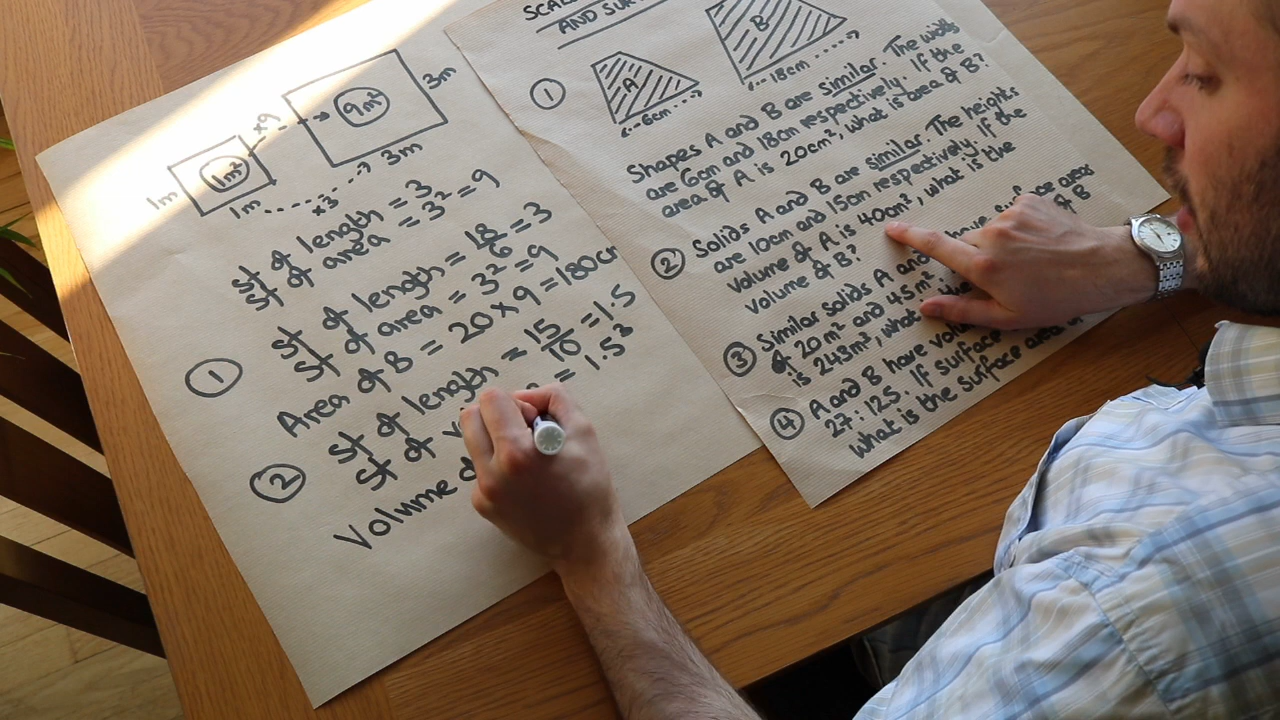 1m²
9m²
×9
3m
3m
1m
1m
×3
sf of length = 3
sf of area = 3² = 9
1
sf of length = 18/6 = 3
sf of area = 3² = 9
Area of B = 20 × 9 = 180
2
sf of length = 15/10 = 1.5
sf of = 1.5³
Volume
AND
1
A
6cm
B
18cm
Shapes A and B are similar. The widths
are 6cm and 18cm respectively. If the
area of A is 20cm², what is area of B?
2 Solids A and B are similar. The heights
are 10cm and 15cm respectively. If the
volume of A is 40cm³, what is the
volume of B?
3 Similar solids A and have surface areas
of 20m² and 45m² of B
is 243m³, what
4 A and B have
27:125. If surface
what is the surface area